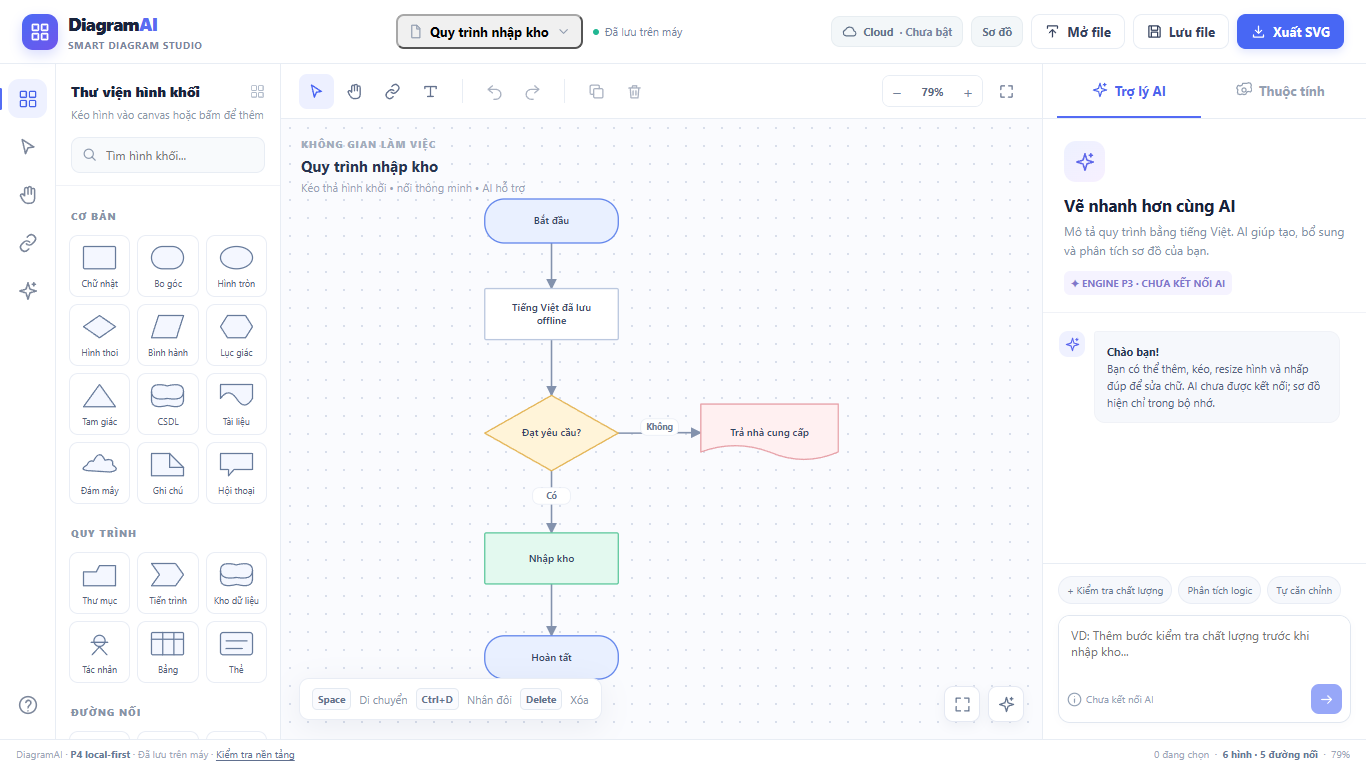 DiagramAI
SMART DIAGRAM STUDIO
Quy trình nhập kho
Đã lưu trên máy
Cloud · Chưa bật
Sơ đồ
Mở file
Lưu file
Xuất SVG
Thư viện hình khối
Kéo hình vào canvas hoặc bấm để thêm
Tìm hình khối...
CƠ BẢN
Chữ nhật
Bo góc
Hình tròn
Hình thoi
Bình hành
Lục giác
Tam giác
CSDL
Tài liệu
Đám mây
Ghi chú
Hội thoại
QUY TRÌNH
Thư mục
Tiến trình
Kho dữ liệu
Tác nhân
Bảng
Thẻ
ĐƯỜNG NỐI
79%
KHÔNG GIAN LÀM VIỆC
Quy trình nhập kho
Kéo thả hình khối • nối thông minh • AI hỗ trợ
Bắt đầu
Tiếng Việt đã lưu
offline
Đạt yêu cầu?
Không
Trả nhà cung cấp
Có
Nhập kho
Hoàn tất
Space Di chuyển Ctrl+D Nhân đôi Delete Xóa
Trợ lý AI
Thuộc tính
Vẽ nhanh hơn cùng AI
Mô tả quy trình bằng tiếng Việt. AI giúp tạo, bổ sung
và phân tích sơ đồ của bạn.
✦ ENGINE P3 · CHƯA KẾT NỐI AI
Chào bạn!
Bạn có thể thêm, kéo, resize hình và nhấp
đúp để sửa chữ. AI chưa được kết nối; sơ đồ
hiện chỉ trong bộ nhớ.
+ Kiểm tra chất lượng
Phân tích logic
Tự căn chỉnh
VD: Thêm bước kiểm tra chất lượng trước khi
nhập kho...
Chưa kết nối AI
DiagramAI · P4 local-first · Đã lưu trên máy · Kiểm tra nền tảng
0 đang chọn · 6 hình • 5 đường nối · 79%